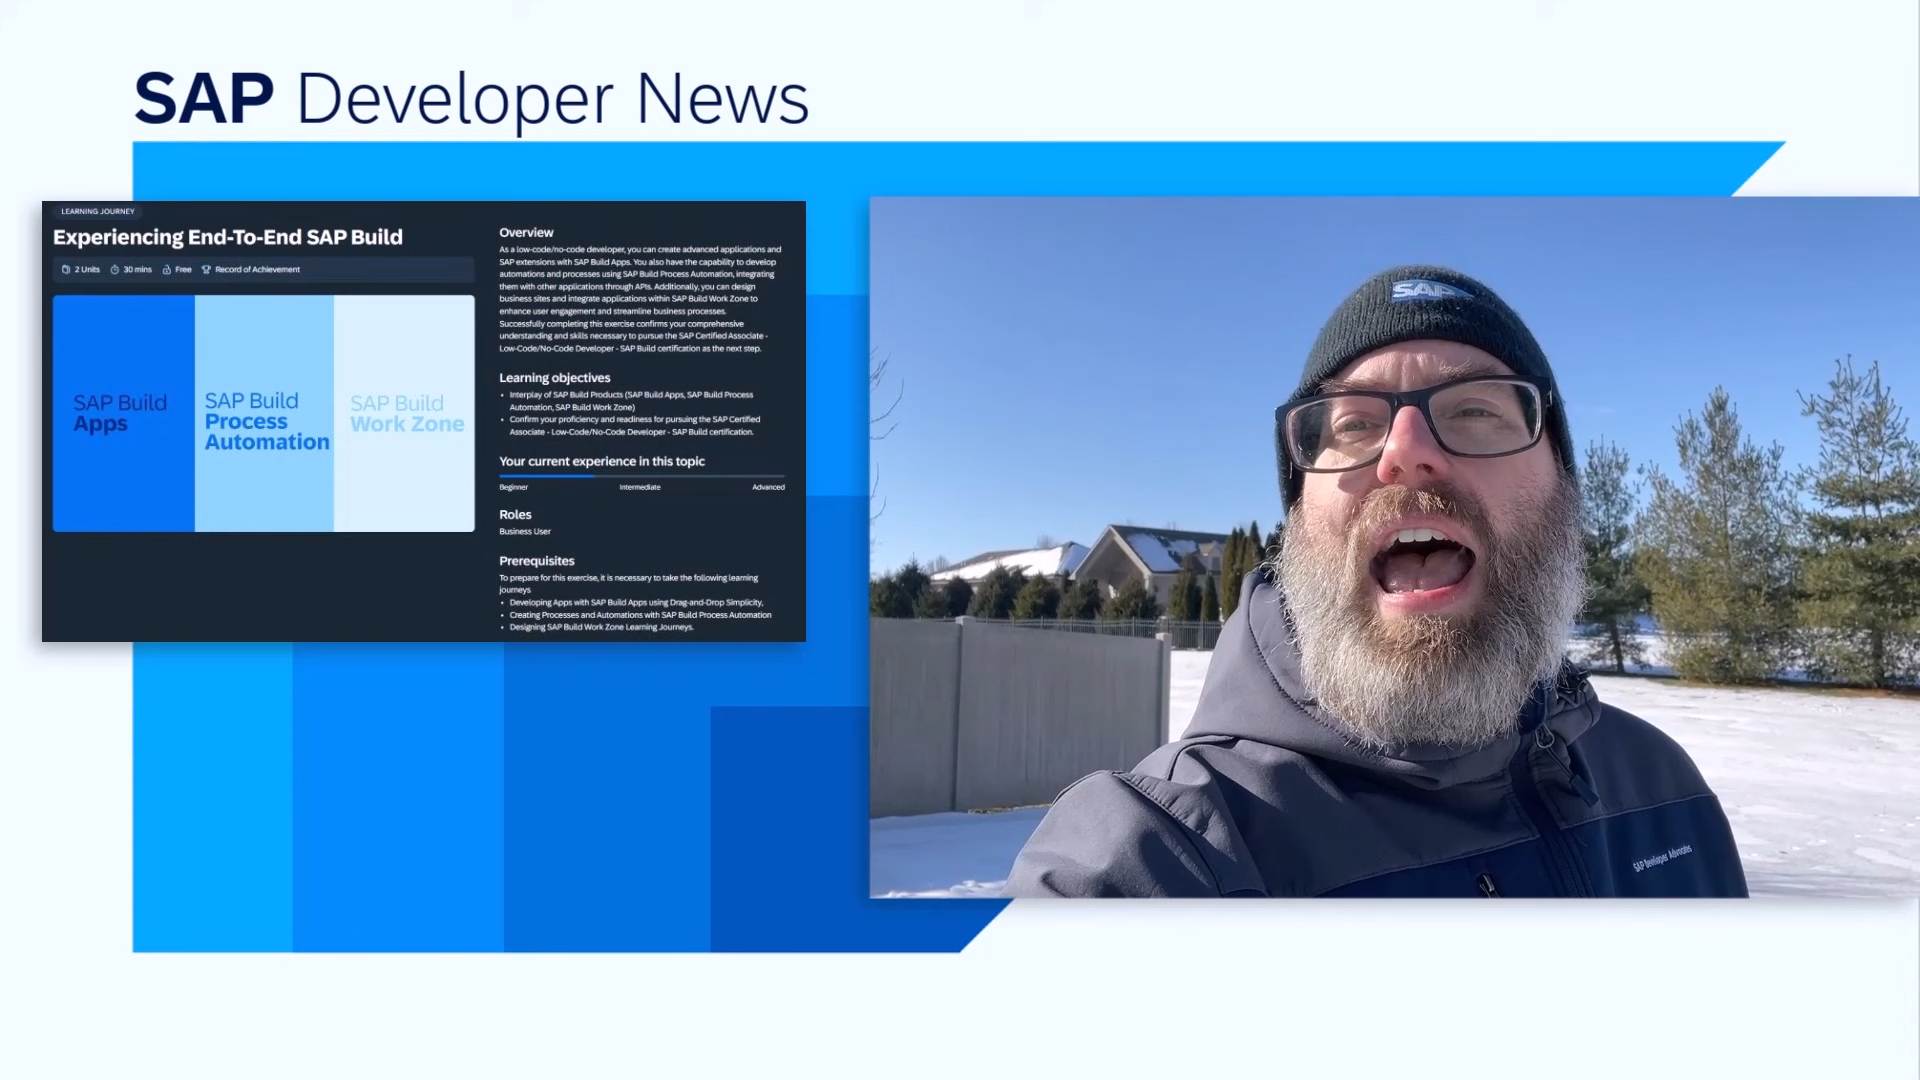 SAP Developer News
LEARNING JOURNEY
Experiencing End-To-End SAP Build
2 Units 30 mins Free Record of Achievement
SAP Build
Apps
SAP Build
Process
Automation
SAP Build
Work Zone
Overview
As a low-code/no-code developer, you can create advanced applications and
SAP extensions with SAP Build Apps. You also have the capability to develop
automations and processes using SAP Build Process Automation, integrating
them with other applications through APIs. Additionally, you can design
business sites and integrate applications within SAP Build Work Zone to
enhance user engagement and streamline business processes.
Successfully completing this exercise confirms your comprehensive
understanding and skills necessary to pursue the SAP Certified Associate -
Low-Code/No-Code Developer - SAP Build certification as the next step.
Learning objectives
• Interplay of SAP Build Products (SAP Build Apps, SAP Build Process
Automation, SAP Build Work Zone)
• Confirm your proficiency and readiness for pursuing the SAP Certified
Associate - Low-Code/No-Code Developer - SAP Build certification.
Your current experience in this topic
Beginner Intermediate Advanced
Roles
Business User
Prerequisites
To prepare for this exercise, it is necessary to take the following learning
journeys
• Developing Apps with SAP Build Apps using Drag-and-Drop Simplicity,
• Creating Processes and Automations with SAP Build Process Automation
• Designing SAP Build Work Zone Learning Journeys.
SAP
SAP Developer Advocates